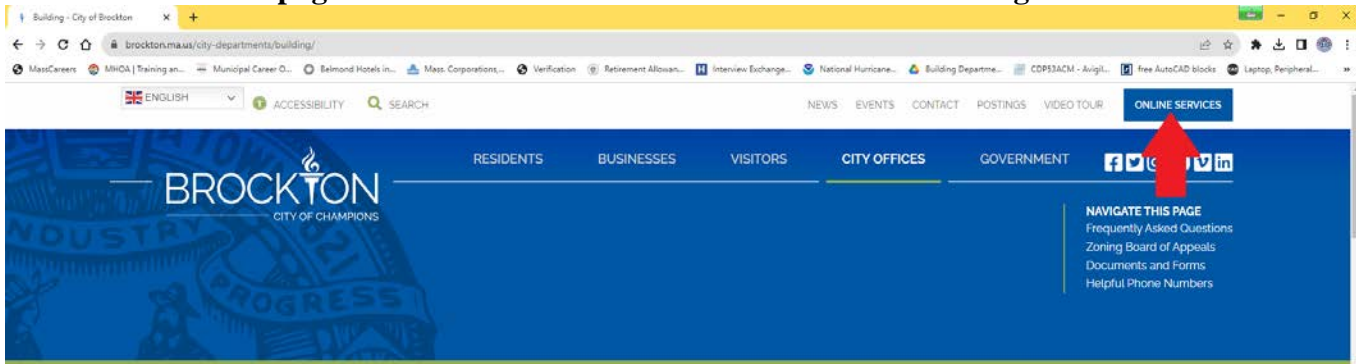 Building - City of Brockton
brockton.ma.us/city-departments/building/
MassCareers MHOA | Training an... Municipal Career O... Belmond Hotels in... Mass. Corporations,... Verification Retirement Allowan... Interview Exchange... National Hurricane... Building Departme... CDP53ACM - Avigil... free AutoCAD blocks Laptop, Peripheral...
ENGLISH ACCESSIBILITY SEARCH NEWS EVENTS CONTACT POSTINGS VIDEO TOUR ONLINE SERVICES
RESIDENTS BUSINESSES VISITORS CITY OFFICES GOVERNMENT
BROCKTON
CITY OF CHAMPIONS
INDUSTRY
PROGRESS
NAVIGATE THIS PAGE
Frequently Asked Questions
Zoning Board of Appeals
Documents and Forms
Helpful Phone Numbers